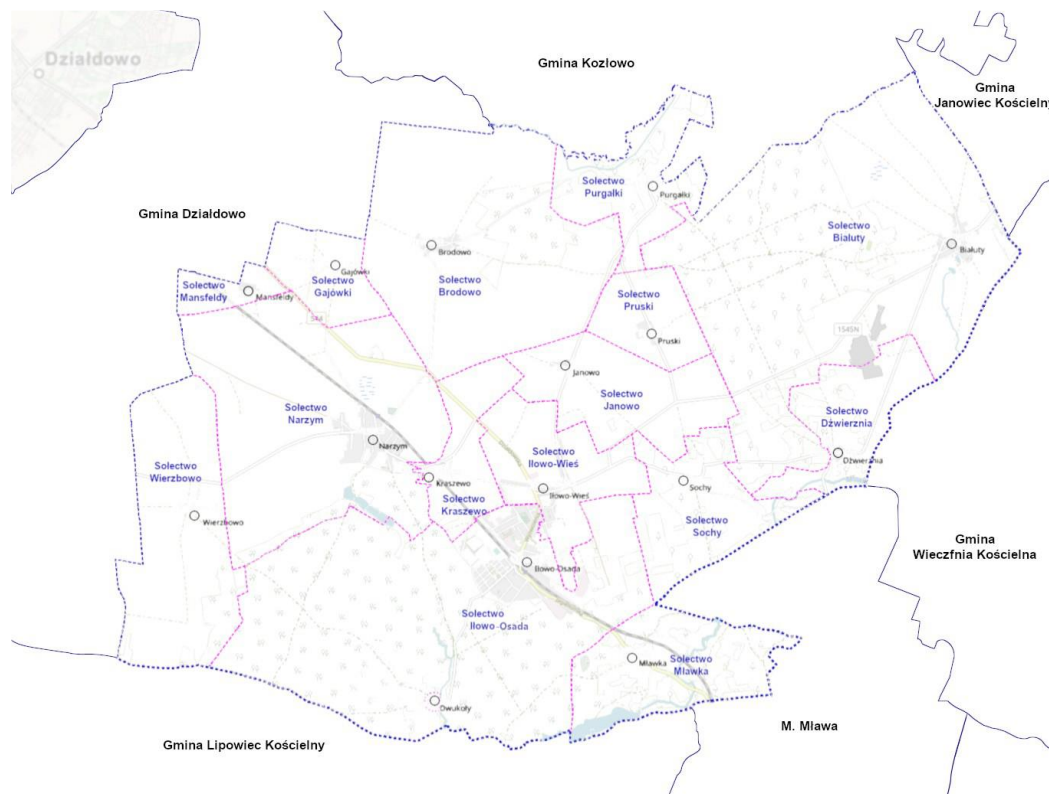 Działdowo
Gmina Kozłowo
Gmina
Janowiec Kościelny
Sołectwo
Purgałki
Purgałki
Gmina Działdowo
Sołectwo
Białuty
Białuty
Brodowo
Gajówki
Sołectwo
Gajówki
Sołectwo
Brodowo
Sołectwo
Mansfeldy
Mansfeldy
Sołectwo
Pruski
Pruski
544
1545N
Janowo
Sołectwo
Janowo
Sołectwo
Narzym
Narzym
Sołectwo
Dźwierznia
Dźwierznia
Sołectwo
Iłowo-Wieś
Iłowo-Wieś
Sołectwo
Wierzbowo
Wierzbowo
Kraszewo
Sołectwo
Kraszewo
Sochy
Sołectwo
Sochy
Gmina
Wieczfnia Kościelna
Iłowo-Osada
Sołectwo
Iłowo-Osada
Mławka
Sołectwo
Mławka
Dwukoły
M. Mława
Gmina Lipowiec Kościelny